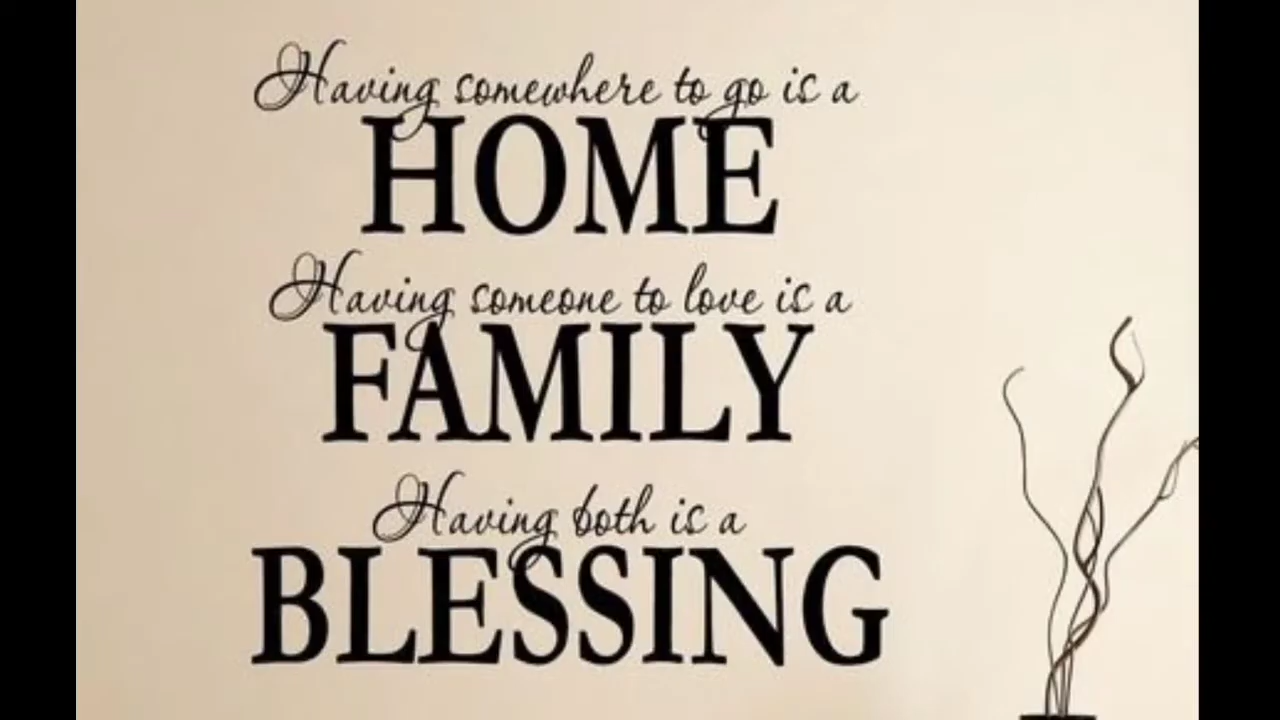 Having somewhere to go is a
HOME
Having someone to love is a
FAMILY
Having both is a
BLESSING